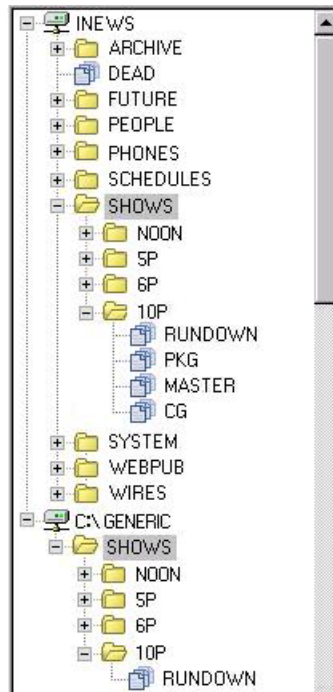 INEWS
ARCHIVE
DEAD
FUTURE
PEOPLE
PHONES
SCHEDULES
SHOWS
NOON
5P
6P
10P
RUNDOWN
PKG
MASTER
CG
SYSTEM
WEBPUB
WIRES
C:\GENERIC
SHOWS
NOON
5P
6P
10P
RUNDOWN